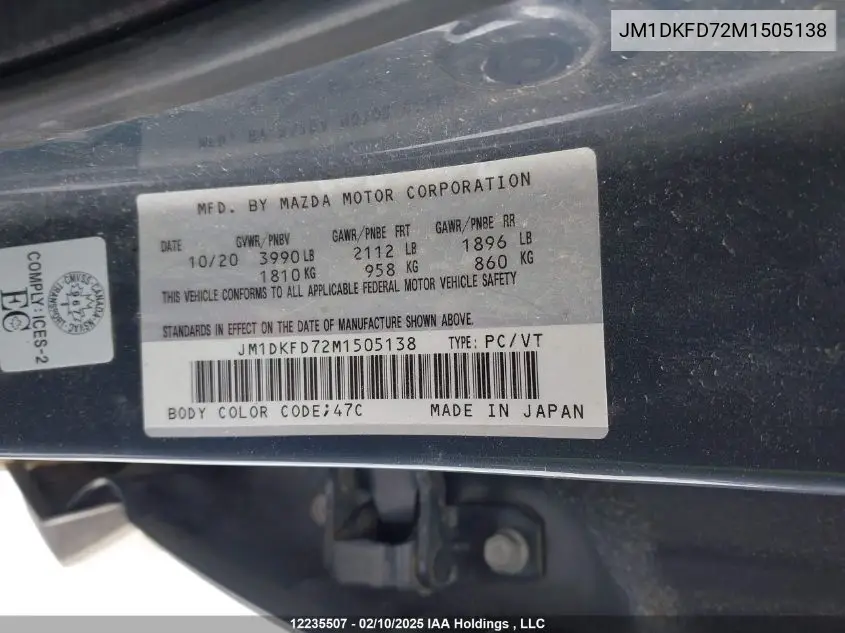 JM1DKFD72M1505138
MFD. BY MAZDA MOTOR CORPORATION
DATE GVWR/PNBV GAWR/PNBE FRT GAWR/PNBE RR
10/20 3990 LB 2112 LB 1896 LB
1810 KG 958 KG 860 KG
THIS VEHICLE CONFORMS TO ALL APPLICABLE FEDERAL MOTOR VEHICLE SAFETY
STANDARDS IN EFFECT ON THE DATE OF MANUFACTURE SHOWN ABOVE.
JM1DKFD72M1505138 TYPE: PC/VT
BODY COLOR CODE;47C MADE IN JAPAN
COMPLY: ICES-2
EC
12235507 - 02/10/2025 IAA Holdings , LLC